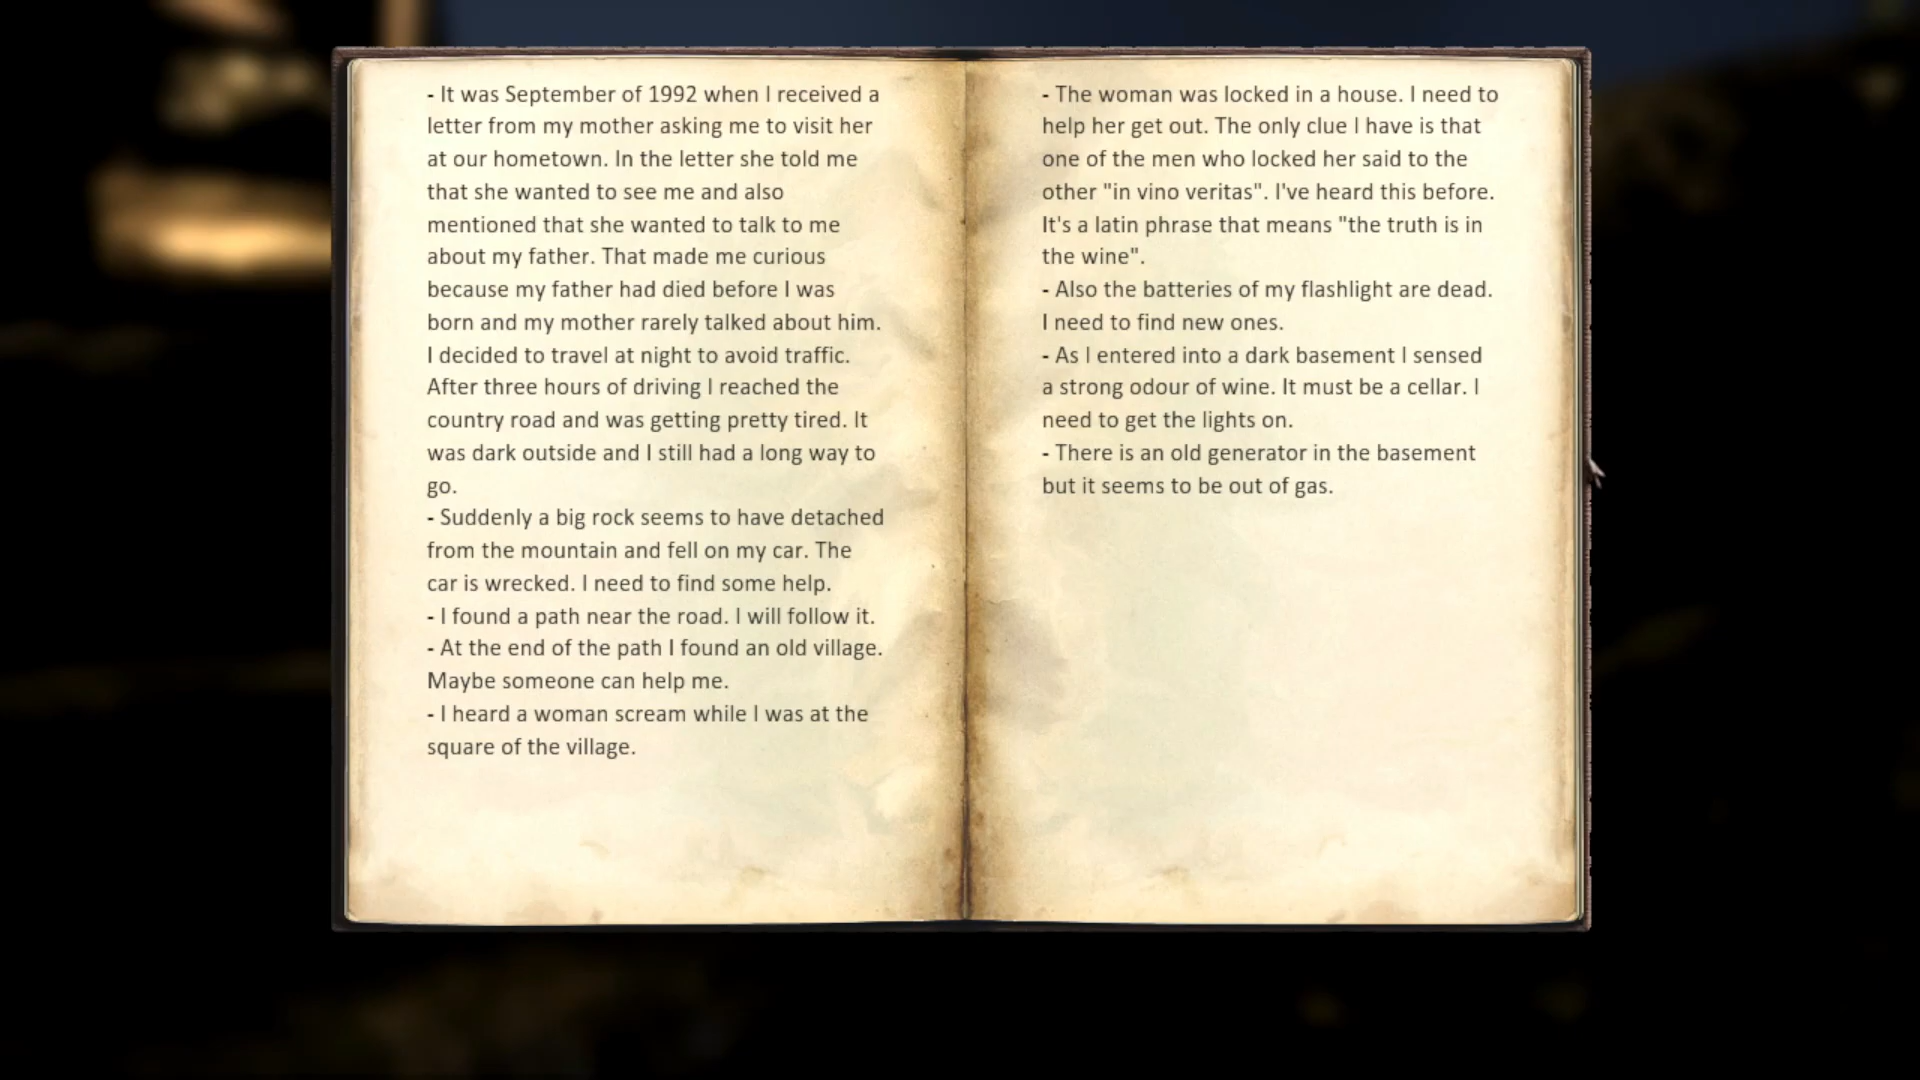 - It was September of 1992 when I received a
letter from my mother asking me to visit her
at our hometown. In the letter she told me
that she wanted to see me and also
mentioned that she wanted to talk to me
about my father. That made me curious
because my father had died before I was
born and my mother rarely talked about him.
I decided to travel at night to avoid traffic.
After three hours of driving I reached the
country road and was getting pretty tired. It
was dark outside and I still had a long way to
go.
- Suddenly a big rock seems to have detached
from the mountain and fell on my car. The
car is wrecked. I need to find some help.
- I found a path near the road. I will follow it.
- At the end of the path I found an old village.
Maybe someone can help me.
- I heard a woman scream while I was at the
square of the village.
- The woman was locked in a house. I need to
help her get out. The only clue I have is that
one of the men who locked her said to the
other "in vino veritas". I've heard this before.
It's a latin phrase that means "the truth is in
the wine".
- Also the batteries of my flashlight are dead.
I need to find new ones.
- As I entered into a dark basement I sensed
a strong odour of wine. It must be a cellar. I
need to get the lights on.
- There is an old generator in the basement
but it seems to be out of gas.